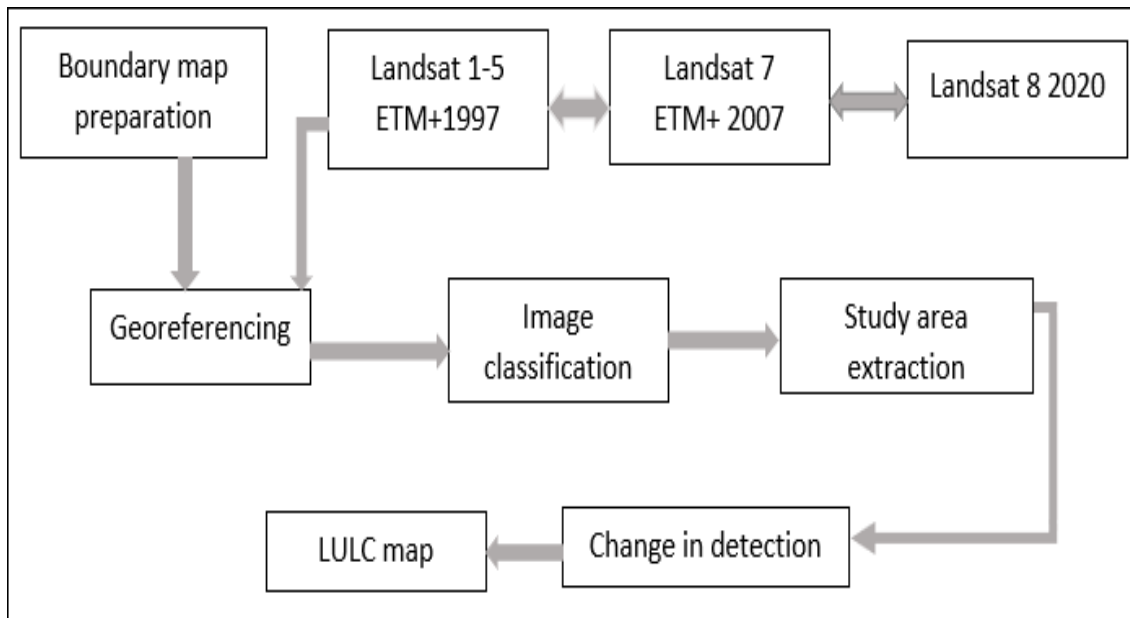 Boundary map
preparation
Landsat 1-5
ETM+1997
Landsat 7
ETM+ 2007
Landsat 8 2020
Georeferencing
Image
classification
Study area
extraction
LULC map
Change in detection